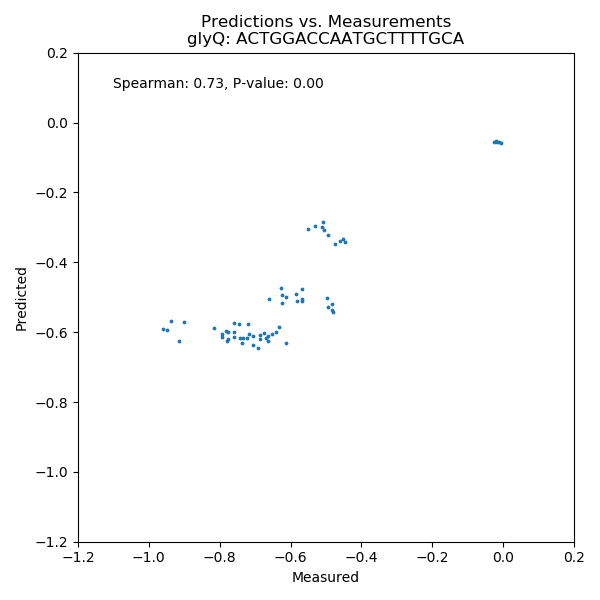 Predictions vs. Measurements
glyQ: ACTGGACCAATGCTTTTGCA
Spearman: 0.73, P-value: 0.00
0.2
0.0
−0.2
−0.4
−0.6
−0.8
−1.0
−1.2
Predicted
−1.2 −1.0 −0.8 −0.6 −0.4 −0.2 0.0 0.2
Measured